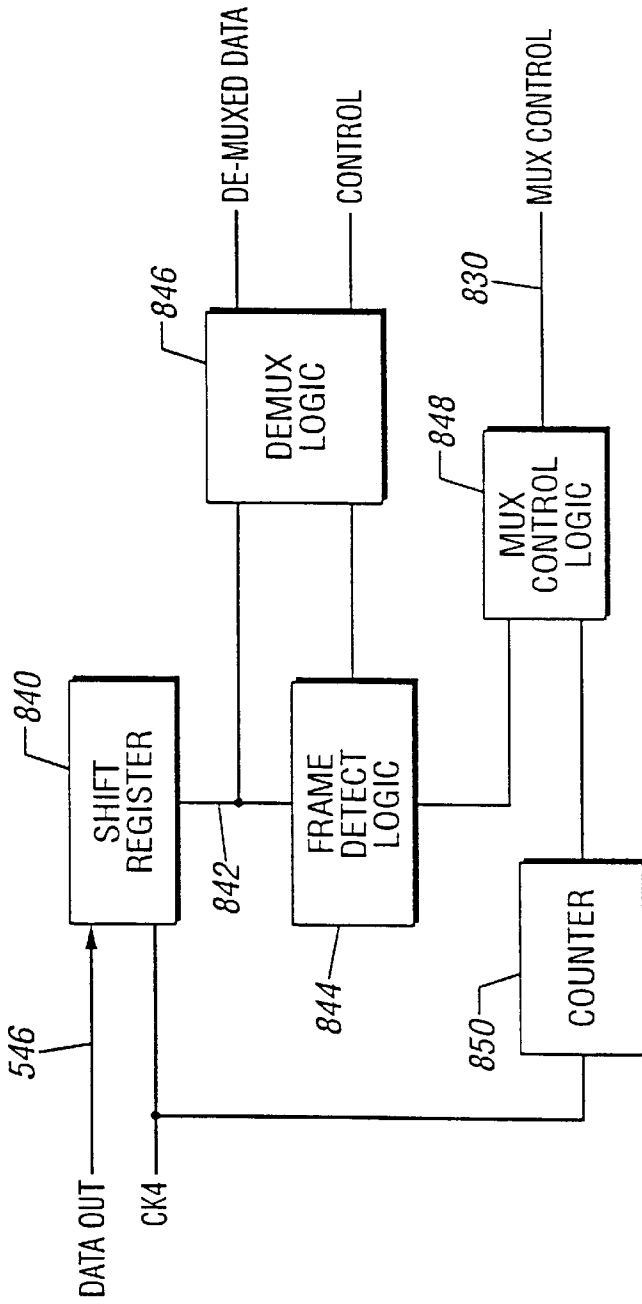 DATA OUT
546
CK4
SHIFT
REGISTER
840
842
FRAME
DETECT
LOGIC
844
DEMUX
LOGIC
846
DE-MUXED DATA
CONTROL
COUNTER
850
MUX
CONTROL
LOGIC
848
830
MUX CONTROL